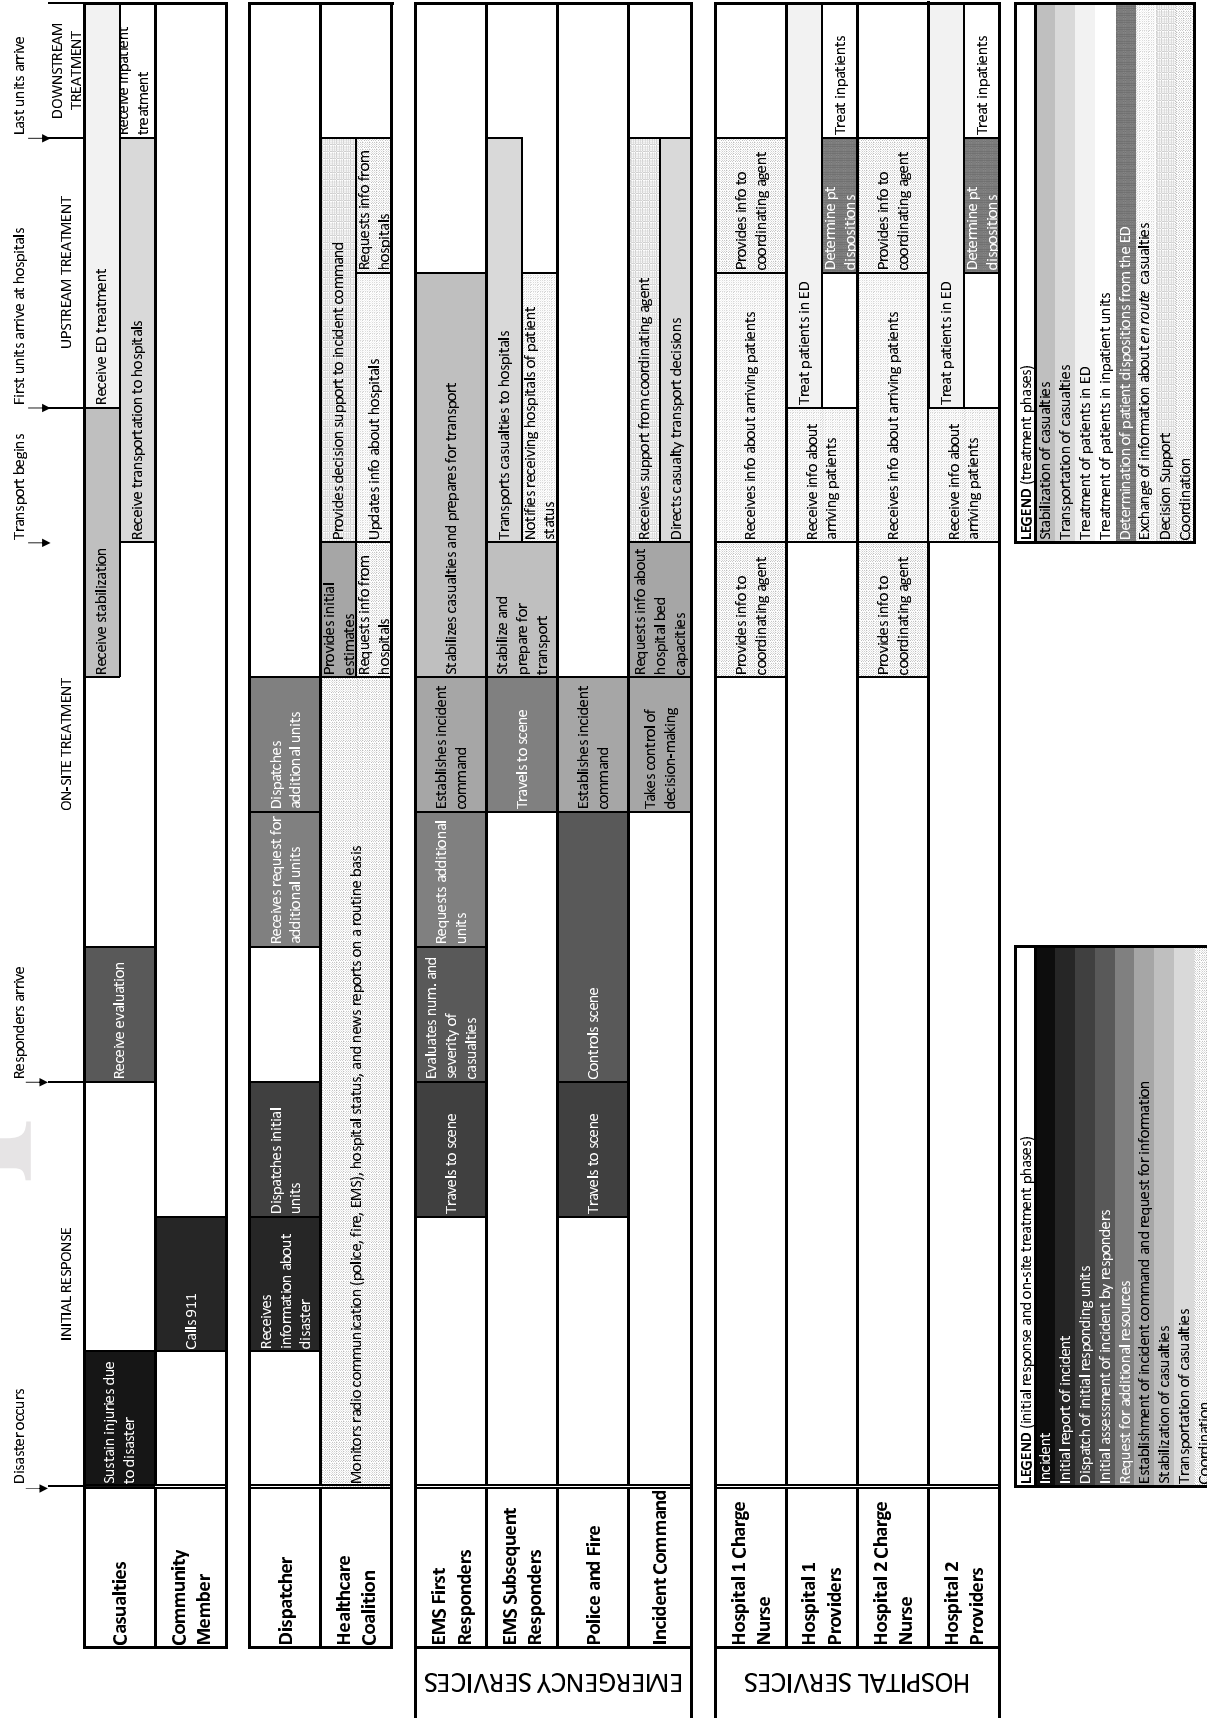 Disaster occurs
Responders arrive
Transport begins
First units arrive at hospitals
Last units arrive
INITIAL RESPONSE
ON-SITE TREATMENT
UPSTREAM TREATMENT
DOWNSTREAM
TREATMENT
Casualties
Sustain injuries due
to disaster
Receive evaluation
Receive stabilization
Receive ED treatment
Receive transportation to hospitals
Receive inpatient
treatment
Community
Member
Calls 911
Dispatcher
Receives
information about
disaster
Dispatches initial
units
Receives request for
additional units
Dispatches
additional units
Healthcare
Coalition
Monitors radio communication (police, fire, EMS), hospital status, and news reports on a routine basis
Provides initial
estimates
Requests info from
hospitals
Provides decision support to incident command
Updates info about hospitals
Requests info from
hospitals
EMERGENCY SERVICES
EMS First
Responders
Travels to scene
Evaluates num. and
severity of
casualties
Requests additional
units
Establishes incident
command
Stabilizes casualties and prepares for transport
EMS Subsequent
Responders
Travels to scene
Stabilize and
prepare for
transport
Transports casualties to hospitals
Notifies receiving hospitals of patient
status
Police and Fire
Travels to scene
Controls scene
Establishes incident
command
Incident Command
Takes control of
decision-making
Requests info about
hospital bed
capacities
Receives support from coordinating agent
Directs casualty transport decisions
HOSPITAL SERVICES
Hospital 1 Charge
Nurse
Provides info to
coordinating agent
Receives info about arriving patients
Provides info to
coordinating agent
Hospital 1
Providers
Receive info about
arriving patients
Treat patients in ED
Determine pt
dispositions
Treat inpatients
Hospital 2 Charge
Nurse
Provides info to
coordinating agent
Receives info about arriving patients
Provides info to
coordinating agent
Hospital 2
Providers
Receive info about
arriving patients
Treat patients in ED
Determine pt
dispositions
Treat inpatients
LEGEND (initial response and on-site treatment phases)
Incident
Initial report of incident
Dispatch of initial responding units
Initial assessment of incident by responders
Request for additional resources
Establishment of incident command and request for information
Stabilization of casualties
Transportation of casualties
Coordination
LEGEND (treatment phases)
Stabilization of casualties
Transportation of casualties
Treatment of patients in ED
Treatment of patients in inpatient units
Determination of patient dispositions from the ED
Exchange of information about en route casualties
Decision Support
Coordination